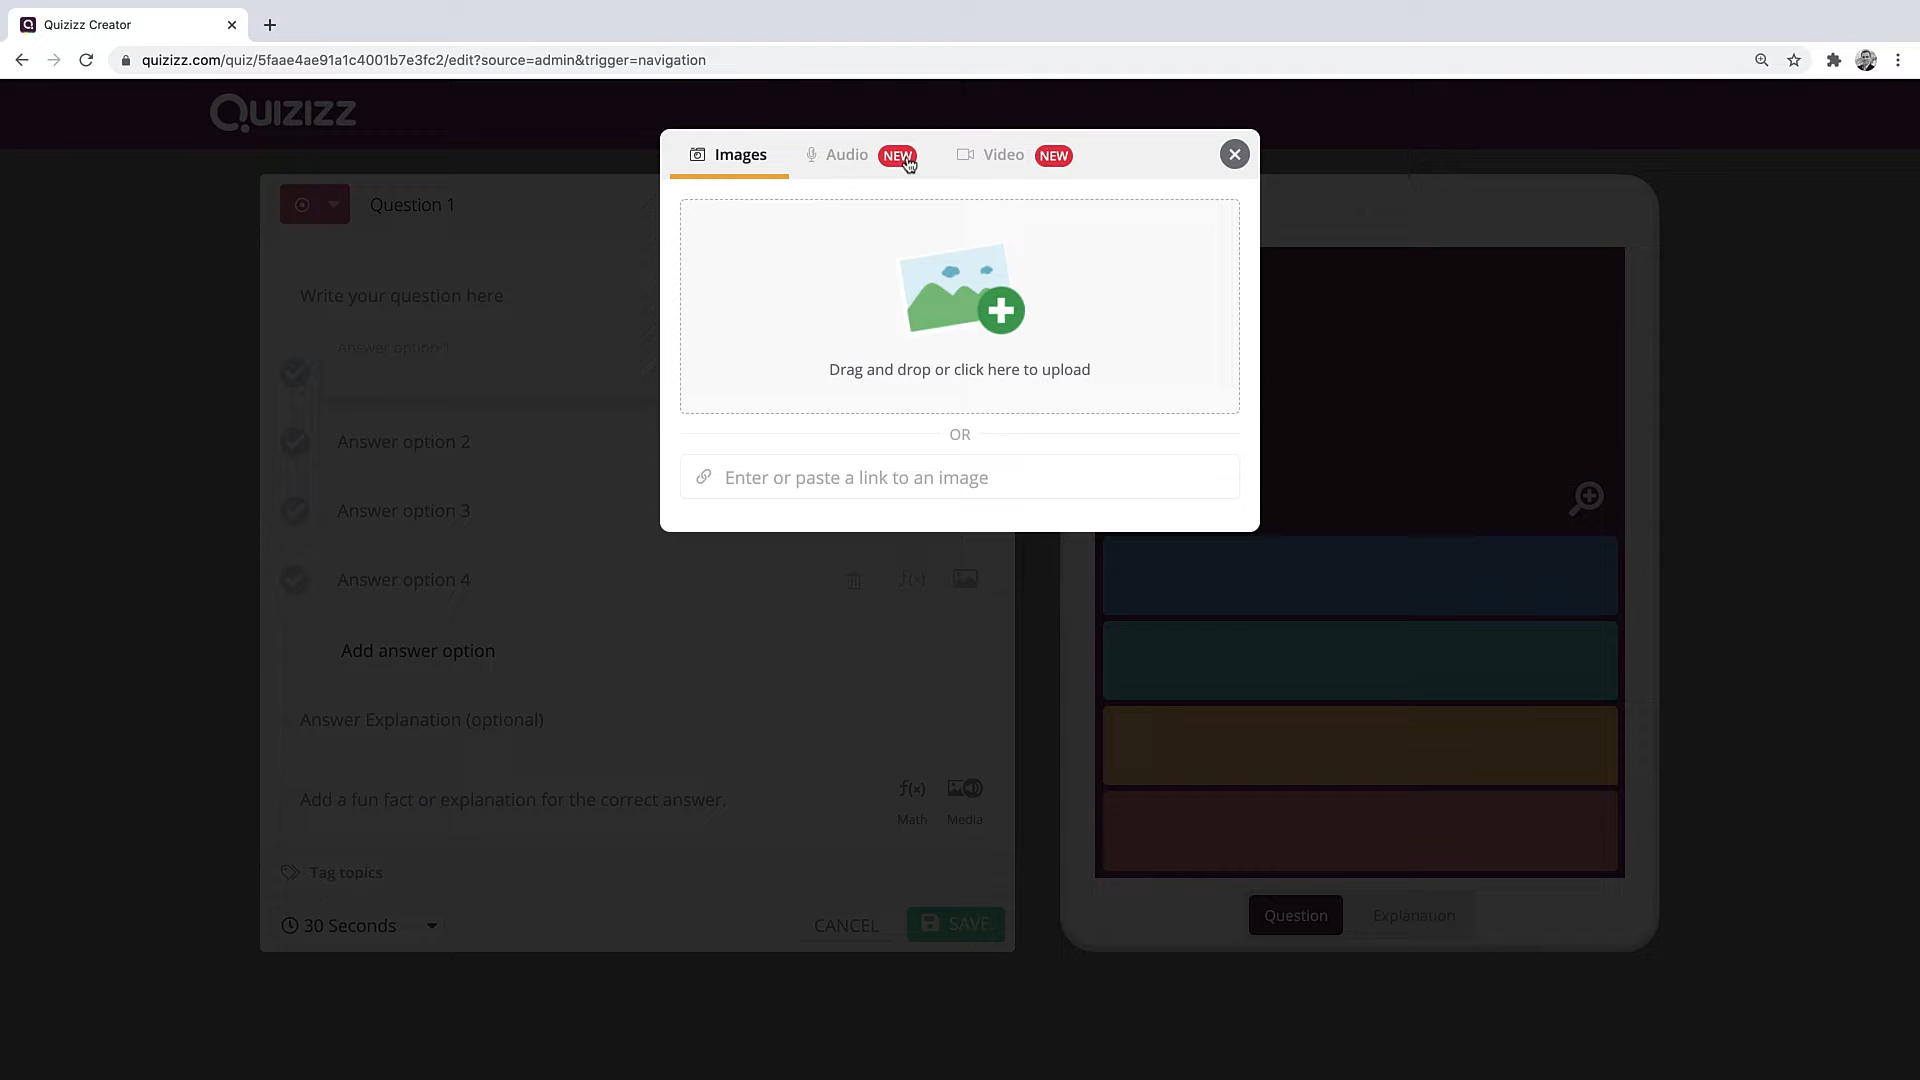 Quizizz Creator
quizizz.com/quiz/5faae4ae91a1c4001b7e3fc2/edit?source=admin&trigger=navigation
QUIZIZZ
Images
Audio NEW
Video NEW
Question 1
Drag and drop or click here to upload
OR
Enter or paste a link to an image
Write your question here
Answer option 1
Answer option 2
Answer option 3
Answer option 4
f(x)
Add answer option
Answer Explanation (optional)
Add a fun fact or explanation for the correct answer.
f(x)
Math
Media
Tag topics
30 Seconds
CANCEL
SAVE
Question
Explanation